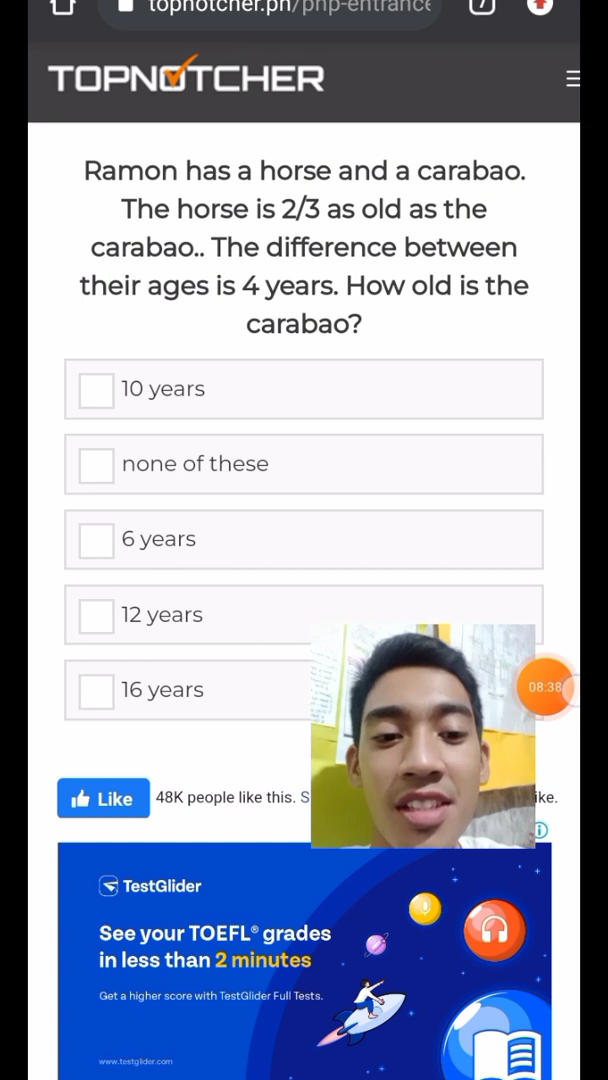 topnotcher.ph/pnp-entrance
7
TOPNOTCHER
Ramon has a horse and a carabao.
The horse is 2/3 as old as the
carabao.. The difference between
their ages is 4 years. How old is the
carabao?
10 years
none of these
6 years
12 years
16 years
08:38
Like
48K people like this. S
ike.
TestGlider
See your TOEFL® grades
in less than 2 minutes
Get a higher score with TestGlider Full Tests.
www.testglider.com